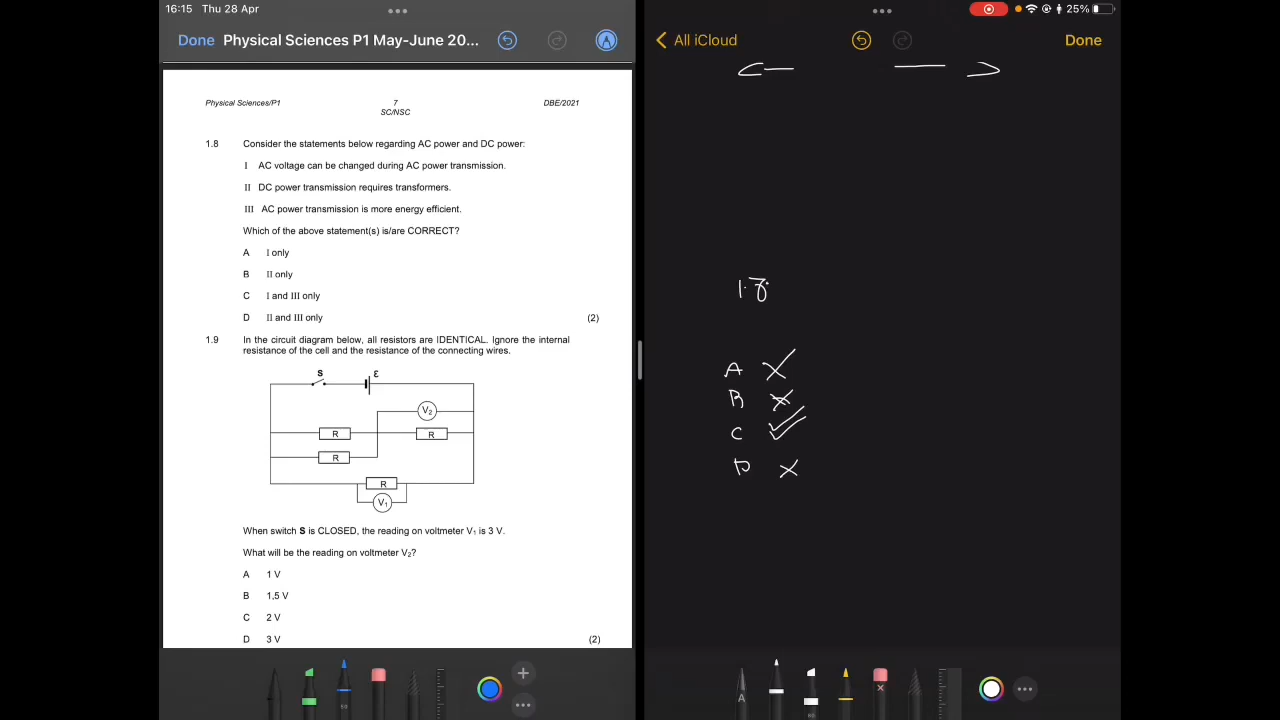 16:15 Thu 28 Apr
25%
Done Physical Sciences P1 May-June 20...
All iCloud
Done
Physical Sciences/P1 7 DBE/2021
SC/NSC
1.8 Consider the statements below regarding AC power and DC power:
I AC voltage can be changed during AC power transmission.
II DC power transmission requires transformers.
III AC power transmission is more energy efficient.
Which of the above statement(s) is/are CORRECT?
A I only
B II only
C I and III only
D II and III only (2)
1.9 In the circuit diagram below, all resistors are IDENTICAL. Ignore the internal
resistance of the cell and the resistance of the connecting wires.
S ε
V₂
R R
R
R
V₁
When switch S is CLOSED, the reading on voltmeter V₁ is 3 V.
What will be the reading on voltmeter V₂?
A 1 V
B 1,5 V
C 2 V
D 3 V (2)
1.8
A
B
C
D
A